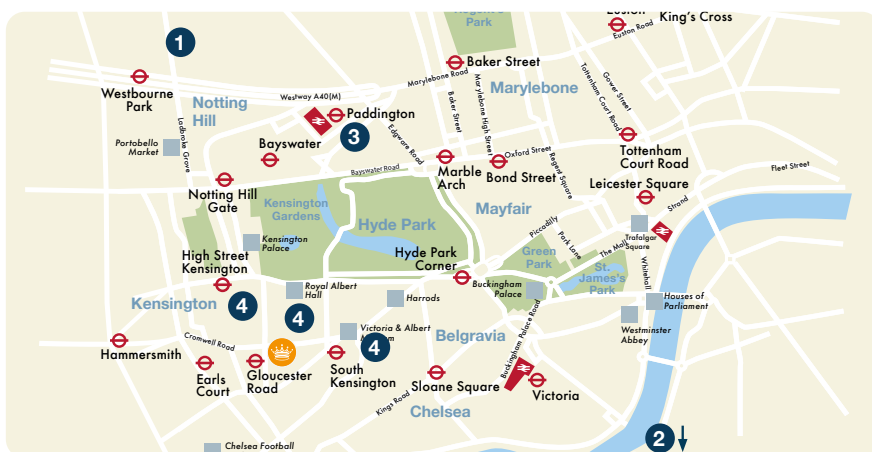 Regent's
Park
Euston
King's Cross
Euston Road
1
Baker Street
Marylebone Road
Westbourne
Park
Notting
Hill
Westway A40(M)
Marylebone
Gower Street
Tottenham Court Road
Paddington
3
Baker Street
Marylebone High Street
Edgware Road
Ladbroke Grove
Portobello
Market
Bayswater
Bayswater Road
Marble
Arch
Oxford Street
Bond Street
Regent Square
Tottenham
Court Road
Fleet Street
Notting Hill
Gate
Leicester Square
Kensington
Gardens
Hyde Park
Mayfair
Piccadilly
Park Lane
Strand
Trafalgar
Square
Kensington
Palace
High Street
Kensington
Hyde Park
Corner
Green
Park
The Mall
St.
James's
Park
Whitehall
Buckingham
Palace
Royal Albert
Hall
Harrods
Houses of
Parliament
Kensington
4
4
Victoria & Albert
4
Belgravia
Buckingham Palace Road
Westminster
Abbey
Hammersmith
Cromwell Road
Earls
Court
Gloucester
Road
South
Kensington
Sloane Square
Victoria
Kings Road
Chelsea
2
Chelsea Football